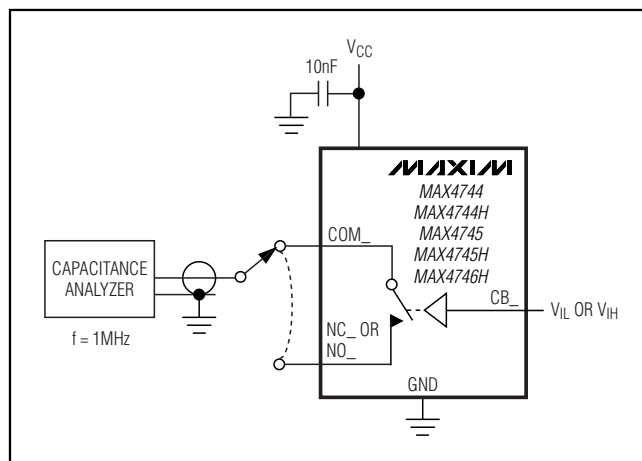 VCC
10nF
MAXIM
MAX4744
MAX4744H
MAX4745
MAX4745H
MAX4746H
COM_
CAPACITANCE
ANALYZER
CB_
VIL OR VIH
f = 1MHz
NC_ OR
NO_
GND